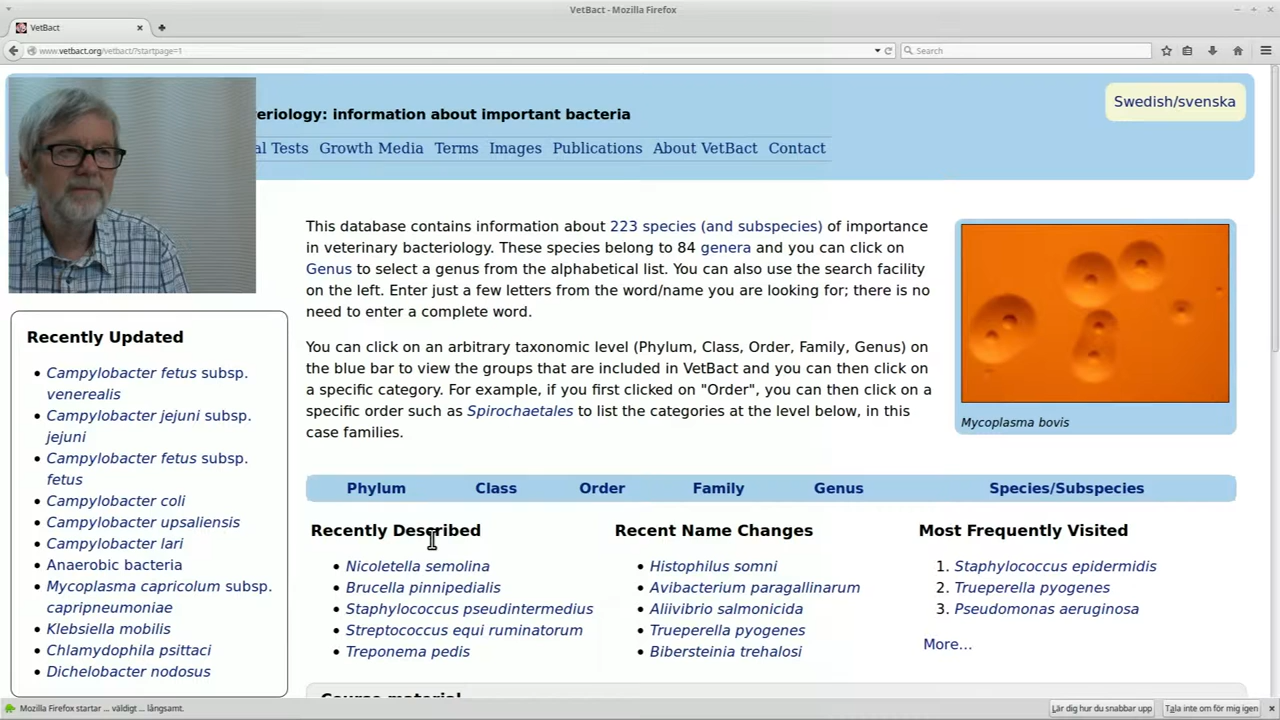 VetBact - Mozilla Firefox
VetBact
www.vetbact.org/vetbact/?startpage=1
Search
eriology: information about important bacteria
Swedish/svenska
al Tests Growth Media Terms Images Publications About VetBact Contact
This database contains information about 223 species (and subspecies) of importance
in veterinary bacteriology. These species belong to 84 genera and you can click on
Genus to select a genus from the alphabetical list. You can also use the search facility
on the left. Enter just a few letters from the word/name you are looking for; there is no
need to enter a complete word.
You can click on an arbitrary taxonomic level (Phylum, Class, Order, Family, Genus) on
the blue bar to view the groups that are included in VetBact and you can then click on
a specific category. For example, if you first clicked on "Order", you can then click on
a specific order such as Spirochaetales to list the categories at the level below, in this
case families.
Mycoplasma bovis
Recently Updated
• Campylobacter fetus subsp.
venerealis
• Campylobacter jejuni subsp.
jejuni
• Campylobacter fetus subsp.
fetus
• Campylobacter coli
• Campylobacter upsaliensis
• Campylobacter lari
• Anaerobic bacteria
• Mycoplasma capricolum subsp.
capripneumoniae
• Klebsiella mobilis
• Chlamydophila psittaci
• Dichelobacter nodosus
Phylum Class Order Family Genus Species/Subspecies
Recently Described
• Nicoletella semolina
• Brucella pinnipedialis
• Staphylococcus pseudintermedius
• Streptococcus equi ruminatorum
• Treponema pedis
Recent Name Changes
• Histophilus somni
• Avibacterium paragallinarum
• Aliivibrio salmonicida
• Trueperella pyogenes
• Bibersteinia trehalosi
Most Frequently Visited
1. Staphylococcus epidermidis
2. Trueperella pyogenes
3. Pseudomonas aeruginosa
More...
Course material
Mozilla Firefox startar ... väldigt ... långsamt.
Lär dig hur du snabbar upp
Tala inte om för mig igen